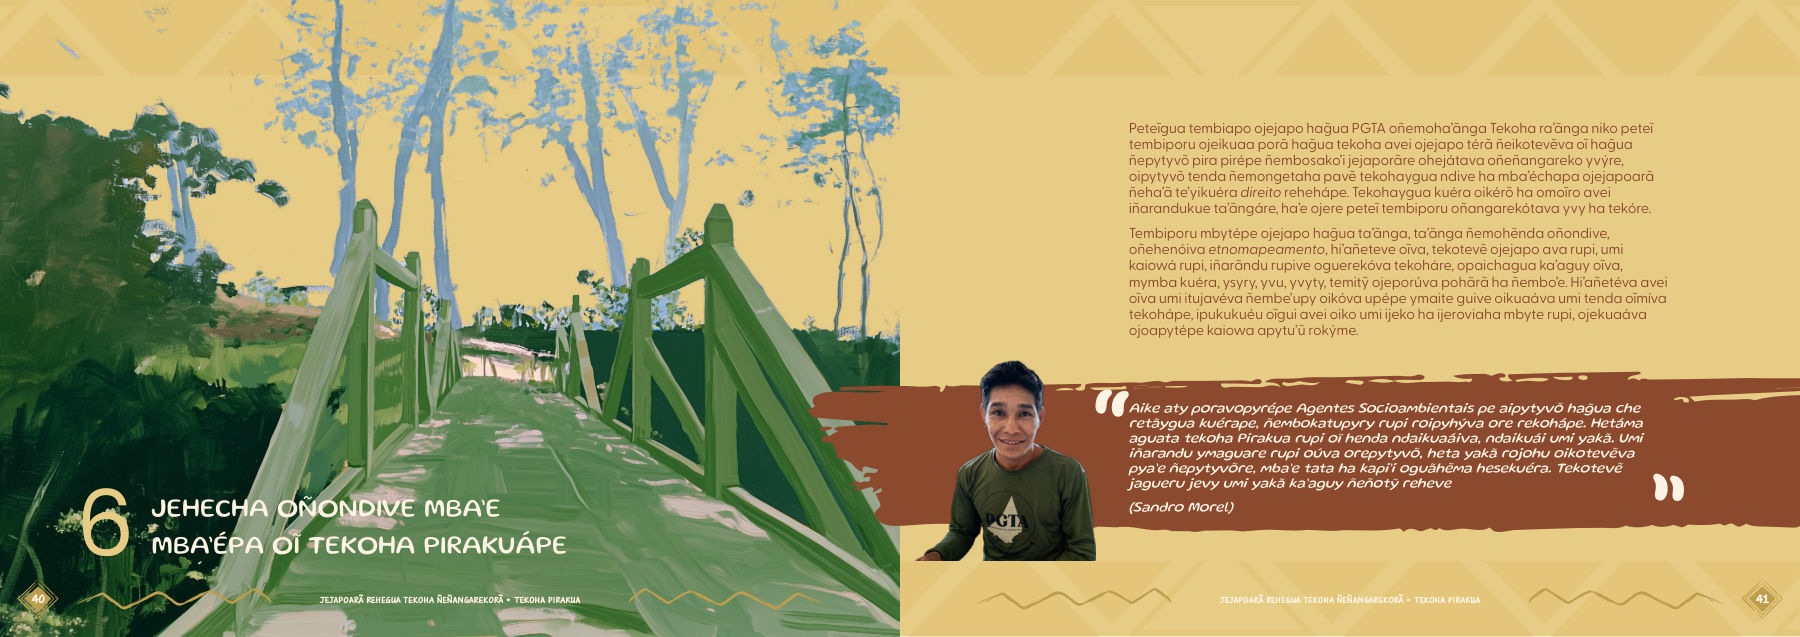 6
JEHECHA OÑONDIVE MBA'E
MBA'ÉPA OĨ TEKOHA PIRAKUÁPE
40
JEJAPOARÃ REHEGUA TEKOHA ÑEÑANGAREKORÃ • TEKOHA PIRAKUA
Peteĩgua tembiapo ojejapo hag̃ua PGTA oñemoha'ãnga Tekoha ra'ãnga niko peteĩ
tembiporu ojeikuaa porã hag̃ua tekoha avei ojejapo térã ñeikotevẽva oĩ hag̃ua
ñepytyvõ pira pirépe ñembosako'i jejaporãre ohejátava oñeñangareko yvýre,
oipytyvõ tenda ñemongetaha pavẽ tekohaygua ndive ha mba'échapa ojejapoarã
ñeha'ã te'yikuéra direito rehehápe. Tekohaygua kuéra oikérõ ha omoĩro avei
iñarandukue ta'ãngáre, ha'e ojere peteĩ tembiporu oñangarekótava yvy ha tekóre.
Tembiporu mbytépe ojejapo hag̃ua ta'ãnga, ta'ãnga ñemohẽnda oñondive,
oñehenóiva etnomapeamento, hi'añeteve oĩva, tekotevẽ ojejapo ava rupi, umi
kaiowá rupi, iñarãndu rupive oguerekóva tekoháre, opaichagua ka'aguy oĩva,
mymba kuéra, ysyry, yvu, yvyty, temitỹ ojeporúva pohãrã ha ñembo'e. Hi'añetéva avei
oĩva umi itujavéva ñembe'upy oikóva upépe ymaite guive oikuaáva umi tenda oĩmíva
tekohápe, ipukukuéu oĩgui avei oiko umi ijeko ha ijeroviaha mbyte rupi, ojekuaáva
ojoapytépe kaiowa apytu'ũ rokýme.
“Aike aty poravopyrépe Agentes Socioambientais pe aipytyvõ hag̃ua che
retãygua kuérape, ñembokatupyry rupi roipyhýva ore rekohápe. Hetáma
aguata tekoha Pirakua rupi oĩ henda ndaikuaáiva, ndaikuái umi yakã. Umi
iñarandu ymaguare rupi oúva orepytyvõ, heta yakã rojohu oikotevẽva
pya'e ñepytyvõre, mba'e tata ha kapi'i oguãhẽma hesekuéra. Tekotevẽ
jagueru jevy umi yakã ka'aguy ñeñotỹ reheve”
(Sandro Morel)
PGTA
JEJAPOARÃ REHEGUA TEKOHA ÑEÑANGAREKORÃ • TEKOHA PIRAKUA
41